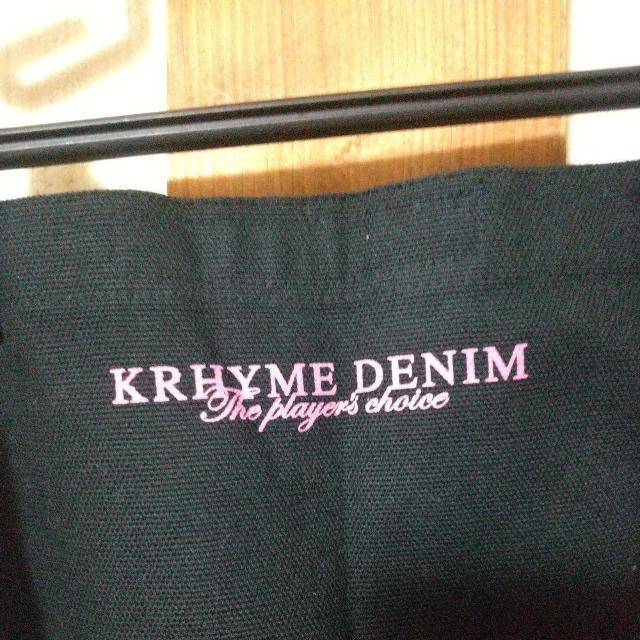 KRHYME DENIM
The player's choice